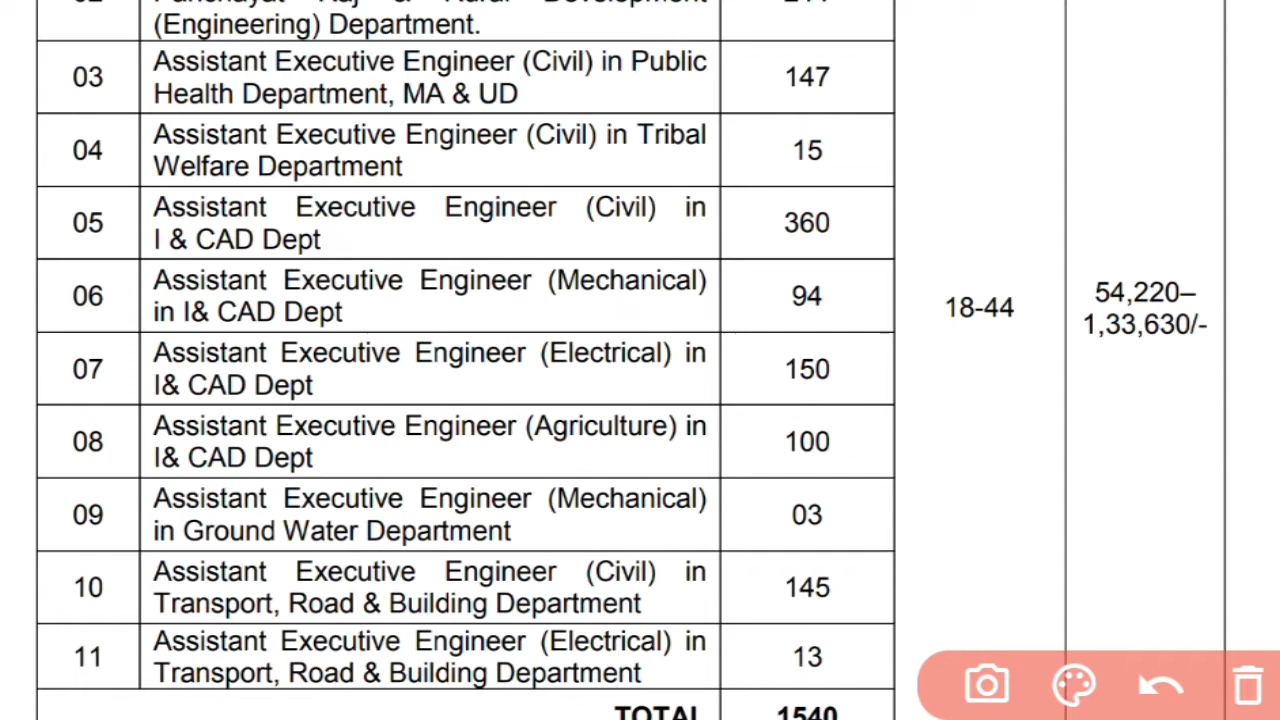 (Engineering) Department.
03 Assistant Executive Engineer (Civil) in Public
Health Department, MA & UD 147
04 Assistant Executive Engineer (Civil) in Tribal
Welfare Department 15
05 Assistant Executive Engineer (Civil) in
I & CAD Dept 360
06 Assistant Executive Engineer (Mechanical)
in I& CAD Dept 94
07 Assistant Executive Engineer (Electrical) in
I& CAD Dept 150
08 Assistant Executive Engineer (Agriculture) in
I& CAD Dept 100
09 Assistant Executive Engineer (Mechanical)
in Ground Water Department 03
10 Assistant Executive Engineer (Civil) in
Transport, Road & Building Department 145
11 Assistant Executive Engineer (Electrical) in
Transport, Road & Building Department 13
TOTAL 1540
18-44
54,220–
1,33,630/-